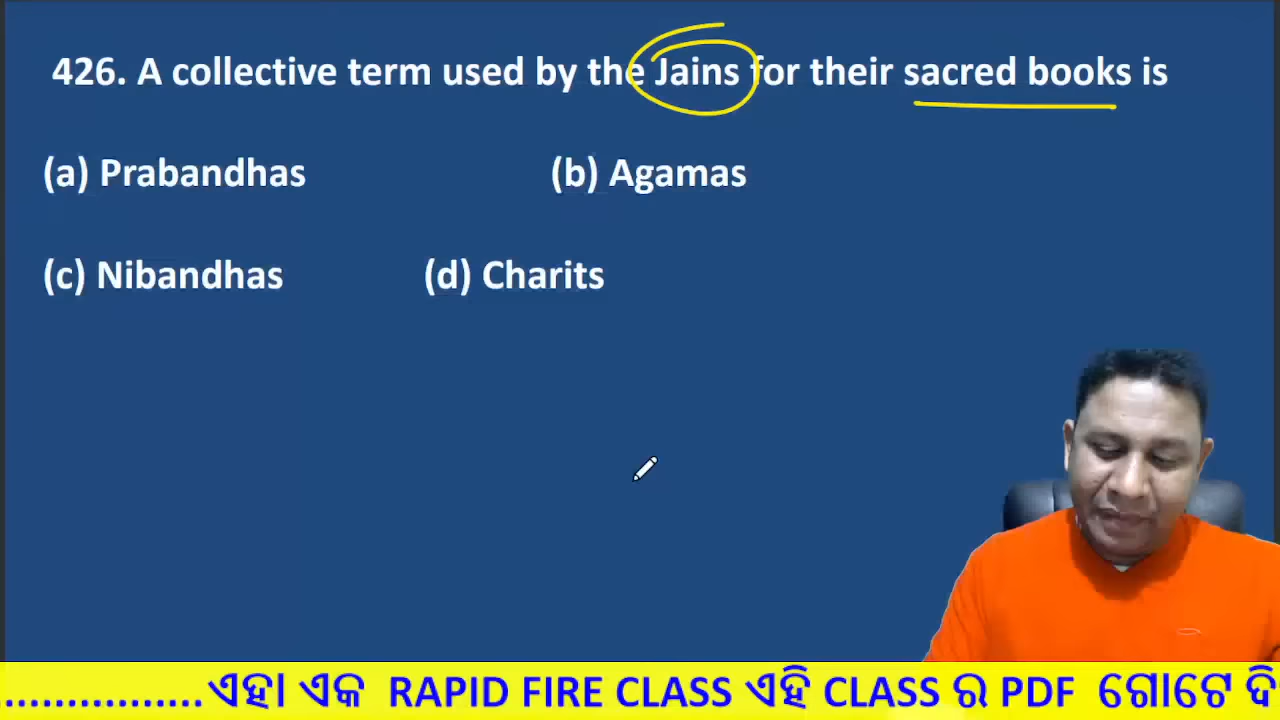 426. A collective term used by the Jains for their sacred books is
(a) Prabandhas (b) Agamas
(c) Nibandhas (d) Charits
.................ଏହା ଏକ RAPID FIRE CLASS ଏହି CLASS ର PDF ଗୋଟେ ଦି